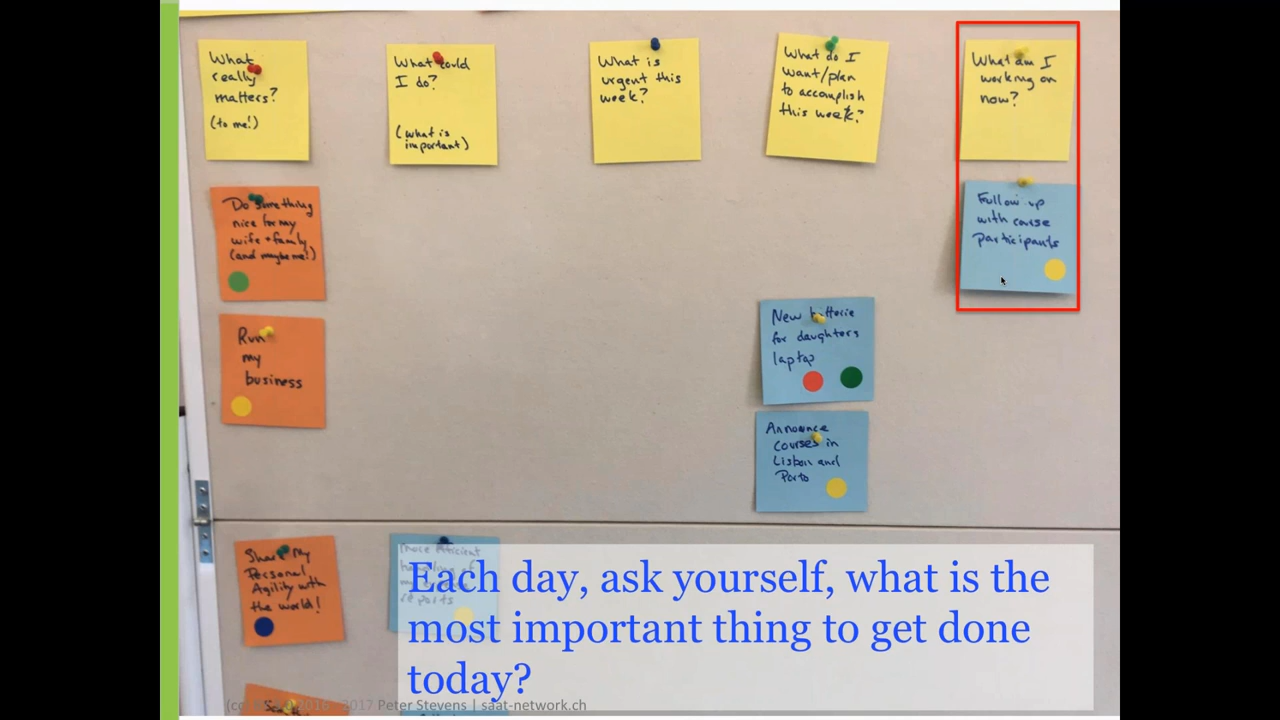 What
really
matters?
(to me!)
What could
I do?
(what is
important)
What is
urgent this
week?
What do I
want/plan
to accomplish
this week?
What am I
working on
now?
Do something
nice for my
wife + family
(and maybe me!)
Follow up
with course
Participants
Run
my
business
New batterie
for daughters
laptop
Announce
courses in
Lisbon and
Porto
Share my
Personal
Agility with
the world!
more efficient
reports
Each day, ask yourself, what is the
most important thing to get done
today?
2017 Peter Stevens | saat-network.ch